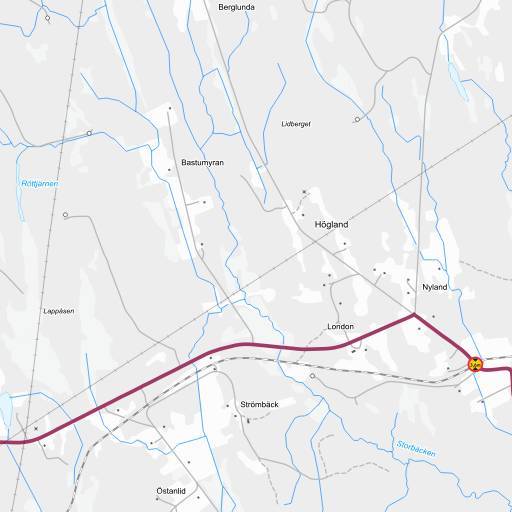 Berglunda
Lidberget
Bastumyran
Röttjärnen
Högland
Nyland
Lappåsen
London
Strömbäck
Storbäcken
Östanlid